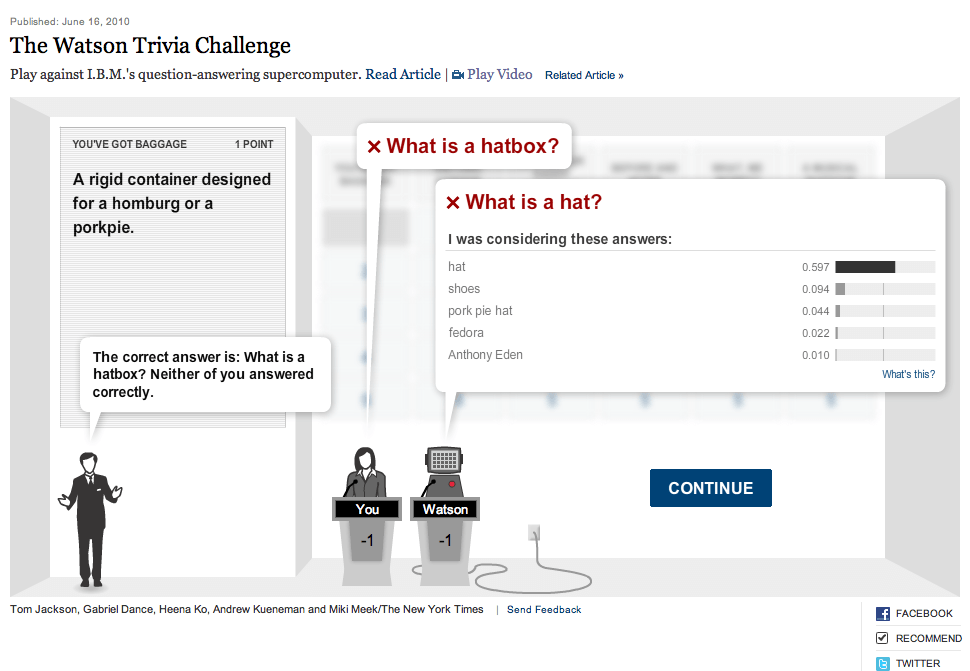 Published: June 16, 2010
The Watson Trivia Challenge
Play against I.B.M.'s question-answering supercomputer. Read Article | Play Video Related Article »
YOU'VE GOT BAGGAGE 1 POINT
A rigid container designed
for a homburg or a
porkpie.
✕ What is a hatbox?
✕ What is a hat?
I was considering these answers:
hat 0.597
shoes 0.094
pork pie hat 0.044
fedora 0.022
Anthony Eden 0.010
What's this?
The correct answer is: What is a
hatbox? Neither of you answered
correctly.
You
-1
Watson
-1
CONTINUE
Tom Jackson, Gabriel Dance, Heena Ko, Andrew Kueneman and Miki Meek/The New York Times | Send Feedback
FACEBOOK
RECOMMEND
TWITTER